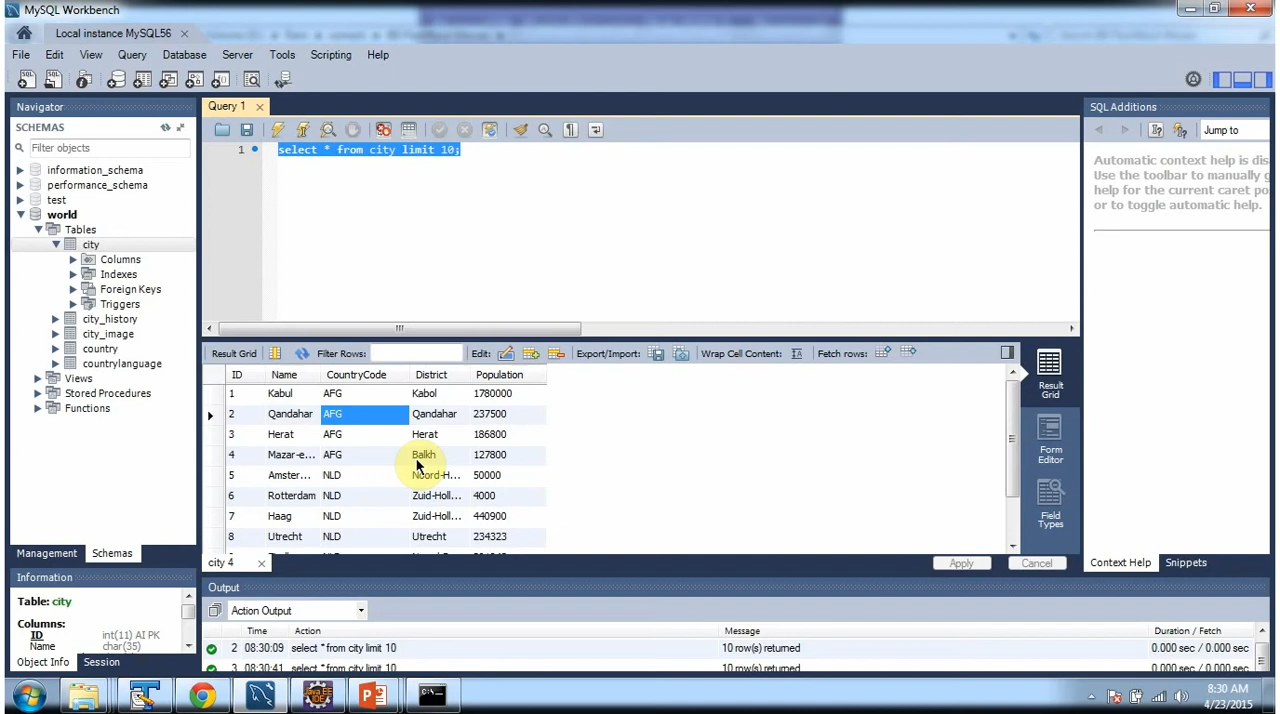 MySQL Workbench
Local instance MySQL56
File Edit View Query Database Server Tools Scripting Help
Navigator
SCHEMAS
Filter objects
information_schema
performance_schema
test
world
Tables
city
Columns
Indexes
Foreign Keys
Triggers
city_history
city_image
country
countrylanguage
Views
Stored Procedures
Functions
Management Schemas
Information
Table: city
Columns:
ID int(11) AI PK
Name char(35)
Object Info Session
Query 1
1 select * from city limit 10;
Result Grid Filter Rows: Edit: Export/Import: Wrap Cell Content: Fetch rows:
ID Name CountryCode District Population
1 Kabul AFG Kabol 1780000
2 Qandahar AFG Qandahar 237500
3 Herat AFG Herat 186800
4 Mazar-e... AFG Balkh 127800
5 Amster... NLD Noord-H... 50000
6 Rotterdam NLD Zuid-Holl... 4000
7 Haag NLD Zuid-Holl... 440900
8 Utrecht NLD Utrecht 234323
Result
Grid
Form
Editor
Field
Types
city 4
Apply Cancel
SQL Additions
Jump to
Automatic context help is dis
Use the toolbar to manually g
help for the current caret po
or to toggle automatic help.
Context Help Snippets
Output
Action Output
Time Action Message Duration / Fetch
2 08:30:09 select * from city limit 10 10 row(s) returned 0.000 sec / 0.000 sec
3 08:30:41 select * from city limit 10 10 row(s) returned 0.000 sec / 0.000 sec
Java EE
IDE
8:30 AM
4/23/2015